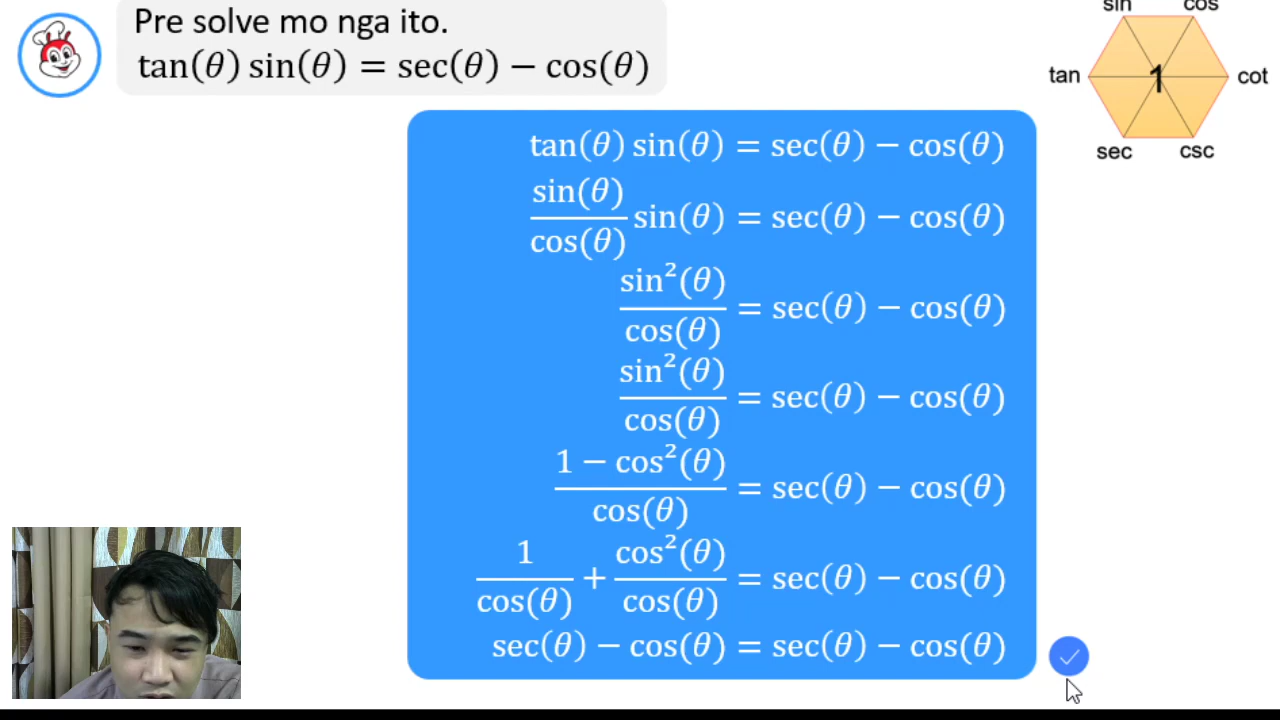 Pre solve mo nga ito.
tan(θ) sin(θ) = sec(θ) − cos(θ)
sin cos
tan 1 cot
sec csc
tan(θ) sin(θ) = sec(θ) − cos(θ)
sin(θ)/cos(θ) sin(θ) = sec(θ) − cos(θ)
sin²(θ)/cos(θ) = sec(θ) − cos(θ)
sin²(θ)/cos(θ) = sec(θ) − cos(θ)
1 − cos²(θ)/cos(θ) = sec(θ) − cos(θ)
1/cos(θ) + cos²(θ)/cos(θ) = sec(θ) − cos(θ)
sec(θ) − cos(θ) = sec(θ) − cos(θ)